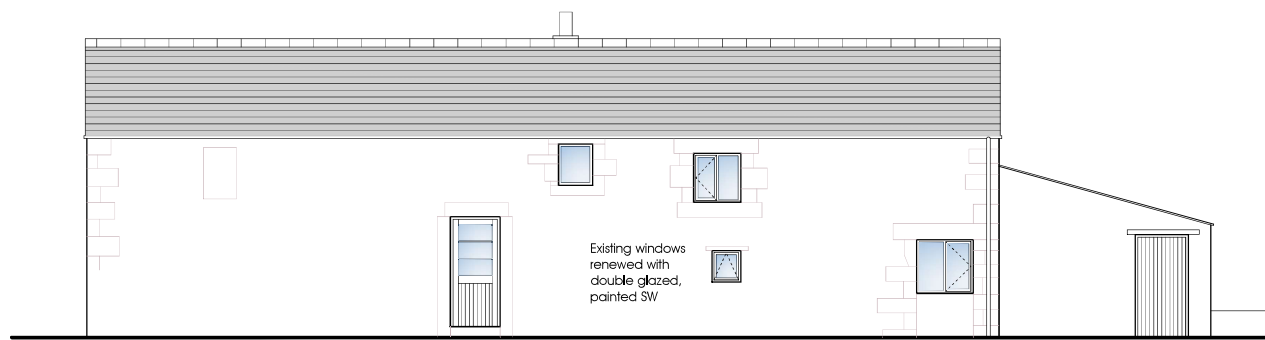 Existing windows
renewed with
double glazed,
painted SW